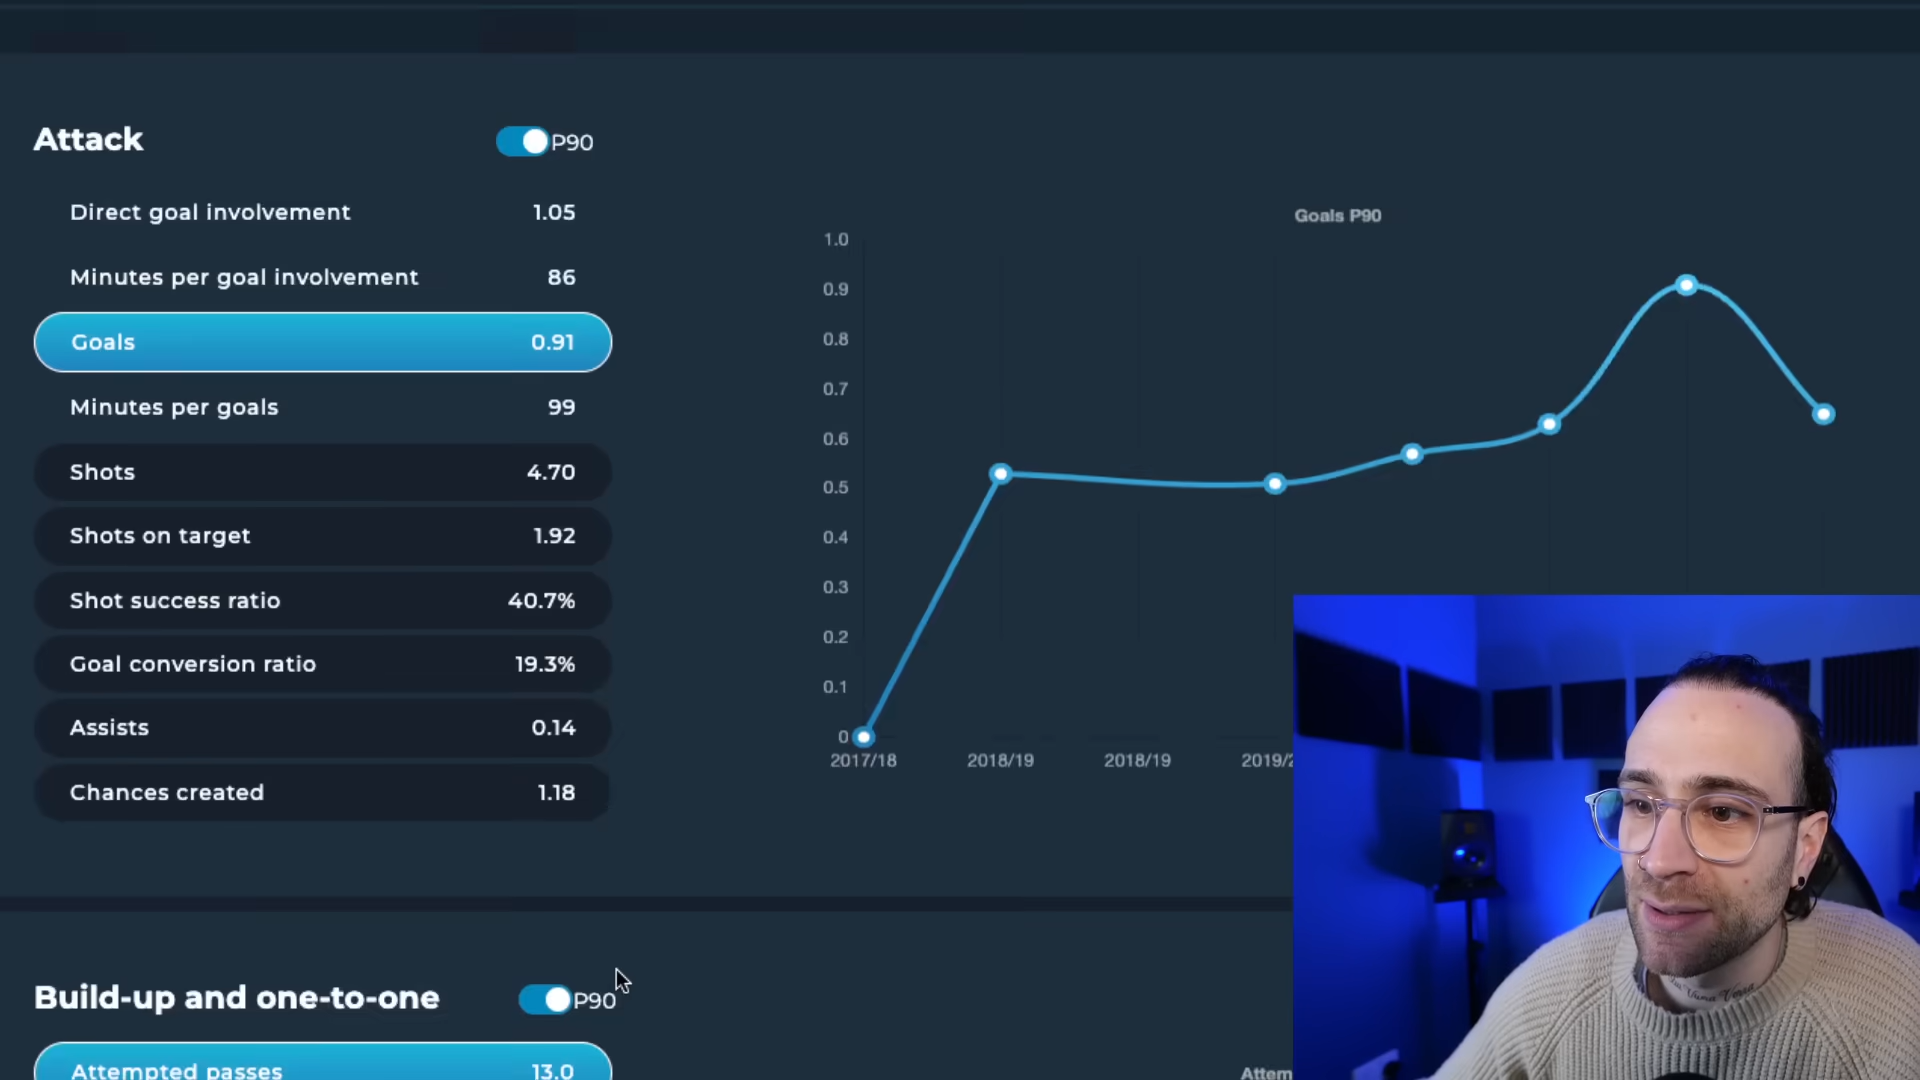 Attack
P90
Direct goal involvement 1.05
Minutes per goal involvement 86
Goals 0.91
Minutes per goals 99
Shots 4.70
Shots on target 1.92
Shot success ratio 40.7%
Goal conversion ratio 19.3%
Assists 0.14
Chances created 1.18
Goals P90
1.0
0.9
0.8
0.7
0.6
0.5
0.4
0.3
0.2
0.1
0
2017/18 2018/19 2018/19 2019/2
Build-up and one-to-one
P90
Attempted passes 13.0
Attem